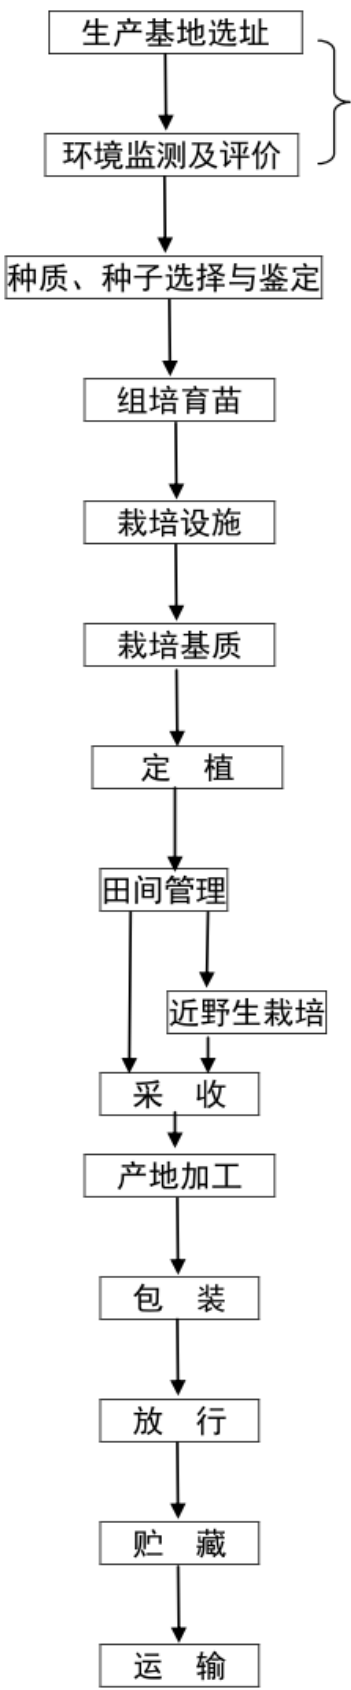 生产基地选址
环境监测及评价
种质、种子选择与鉴定
组培育苗
栽培设施
栽培基质
定　植
田间管理
近野生栽培
采　收
产地加工
包　装
放　行
贮　藏
运　输